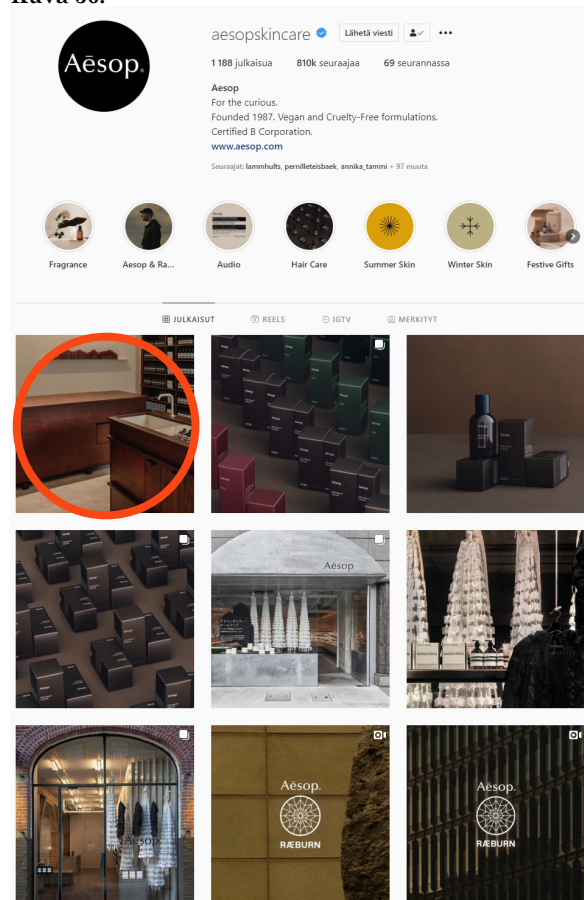 Kuva 30.
Aēsop.
aesopskincare
Lähetä viesti
1 188 julkaisua 810k seuraajaa 69 seurannassa
Aesop
For the curious.
Founded 1987. Vegan and Cruelty-Free formulations.
Certified B Corporation.
www.aesop.com
Seuraajat: lammhults, pernilleteisbaek, annika_tammi + 97 muuta
Fragrance Aesop & Ra... Audio Hair Care Summer Skin Winter Skin Festive Gifts
JULKAISUT REELS IGTV MERKITYT
Aēsop
Aēsop.
Aēsop.
RÆBURN
Aēsop.
RÆBURN